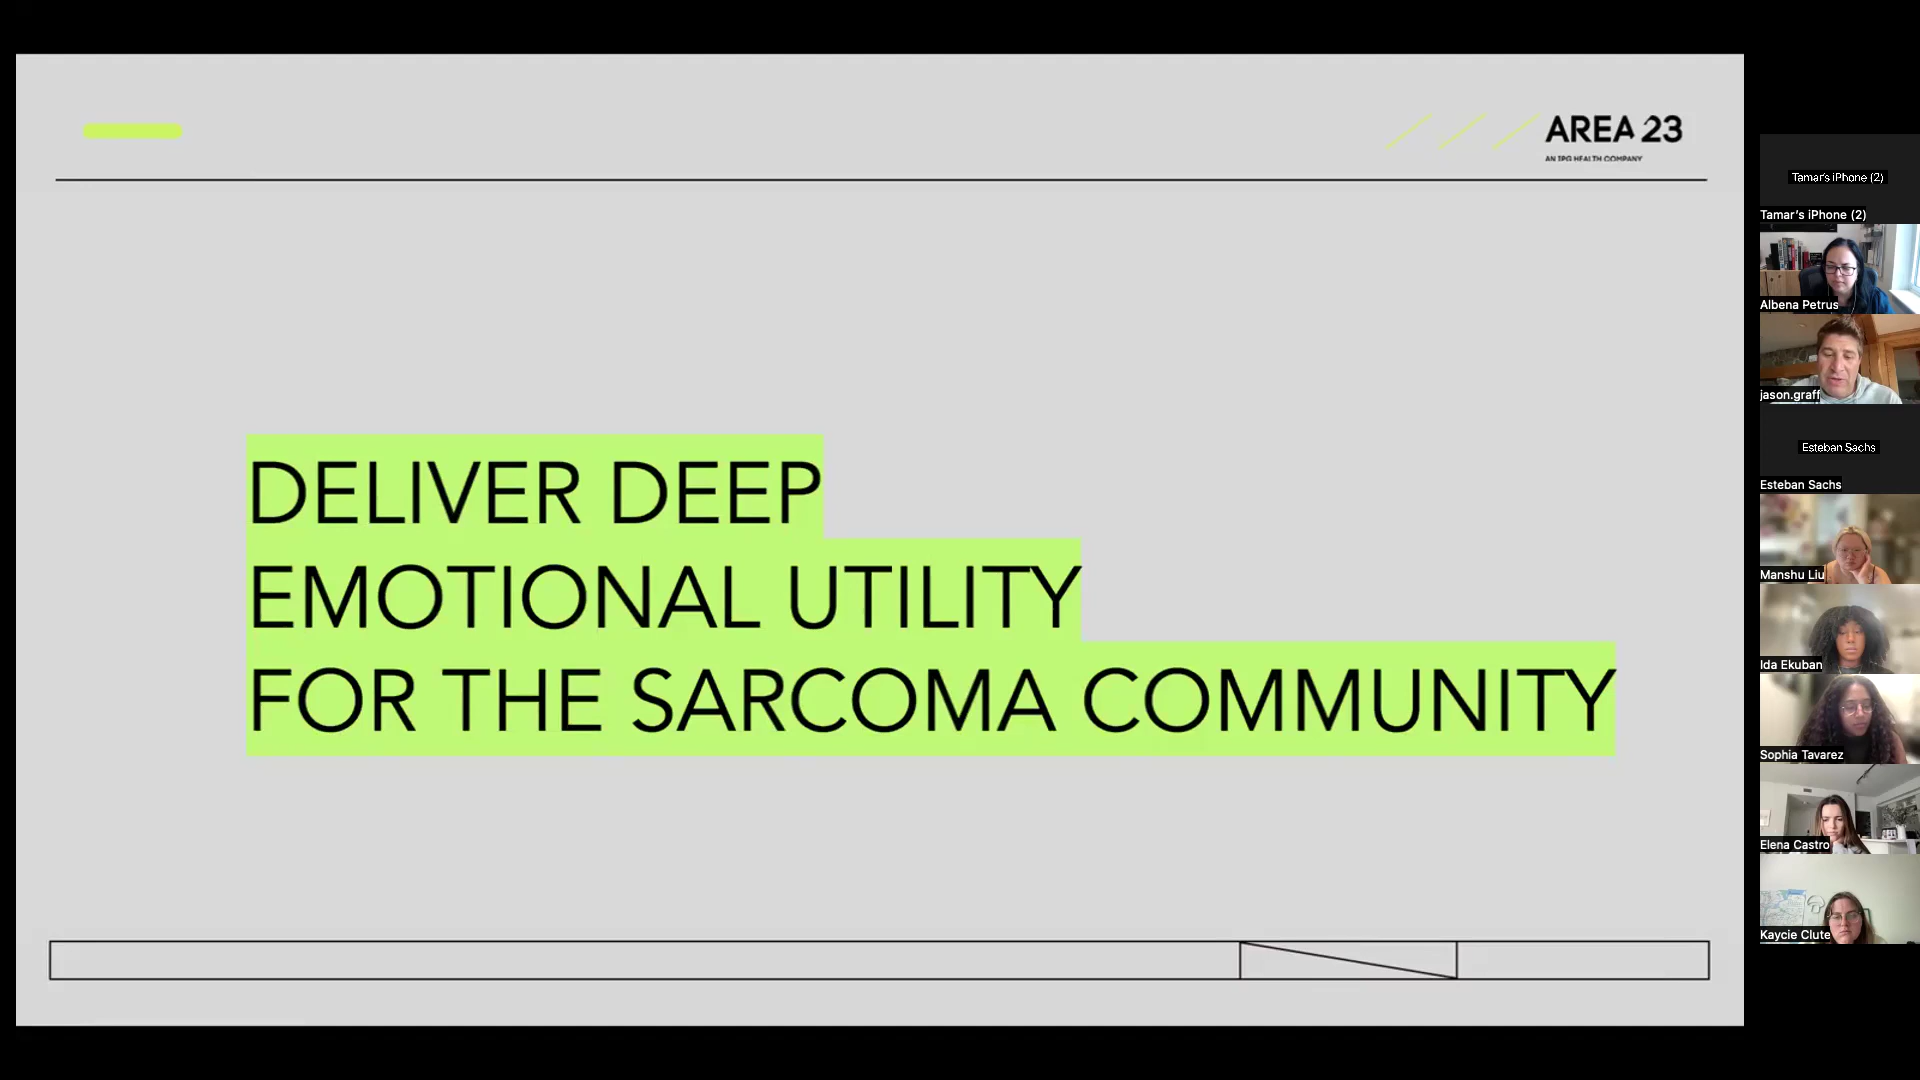 AREA 23
AN IPG HEALTH COMPANY
DELIVER DEEP
EMOTIONAL UTILITY
FOR THE SARCOMA COMMUNITY
Tamar's iPhone (2)
Tamar's iPhone (2)
Albena Petrus
jason.graff
Esteban Sachs
Esteban Sachs
Manshu Liu
Ida Ekuban
Sophia Tavarez
Elena Castro
Kaycie Clute